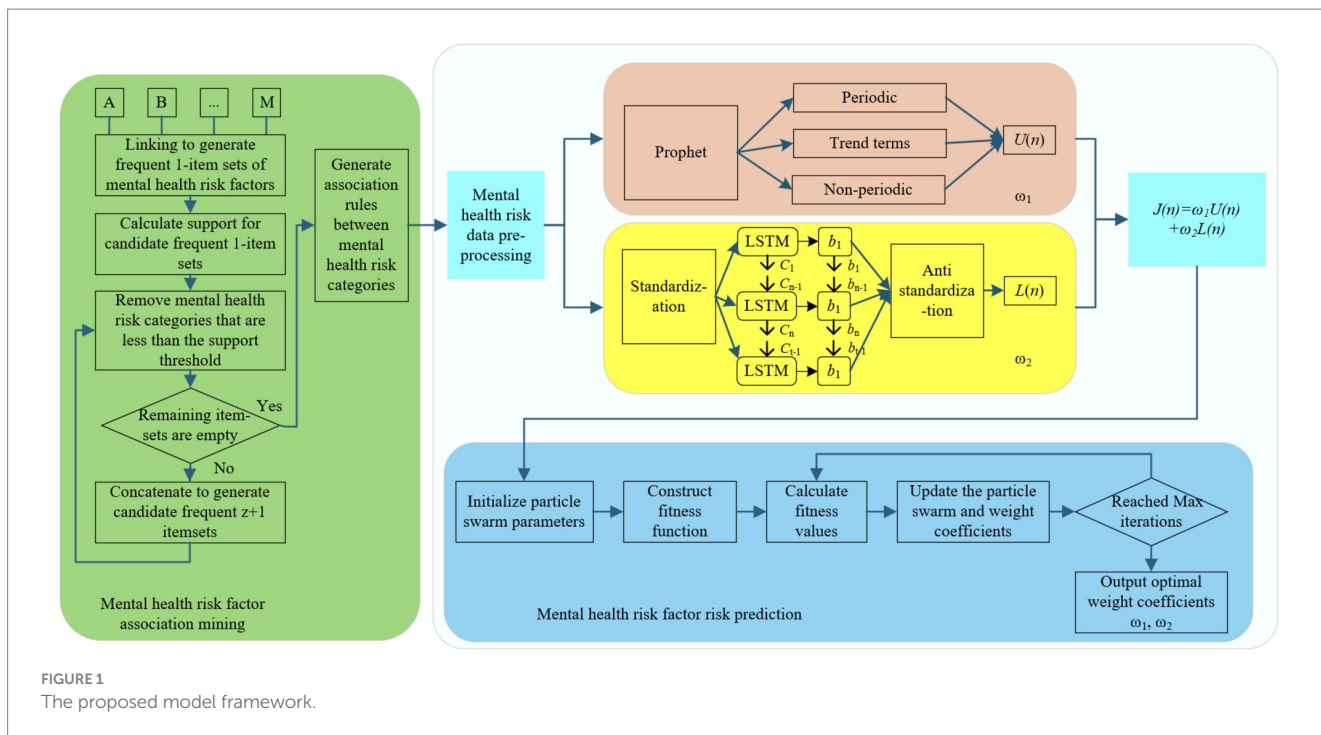 A
B
...
M
Linking to generate
frequent 1-item sets of
mental health risk factors
Calculate support for
candidate frequent 1-item
sets
Remove mental health
risk categories that are
less than the support
threshold
Remaining item-
sets are empty
Yes
No
Concatenate to generate
candidate frequent z+1
itemsets
Mental health risk factor
association mining
Generate
association
rules
between
mental
health risk
categories
Mental
health risk
data pre-
processing
Prophet
Periodic
Trend terms
Non-periodic
U(n)
ω1
Standardiz-
ation
LSTM
b1
C1
b1
Cn-1
bn-1
LSTM
b1
Cn
bn
Ct-1
bt-1
LSTM
b1
Anti
standardiza
-tion
L(n)
ω2
J(n)=ω1U(n)
+ω2L(n)
Initialize particle
swarm parameters
Construct
fitness
function
Calculate
fitness
values
Update the particle
swarm and weight
coefficients
Reached Max
iterations
Output optimal
weight coefficients
ω1, ω2
Mental health risk factor risk prediction
FIGURE 1
The proposed model framework.